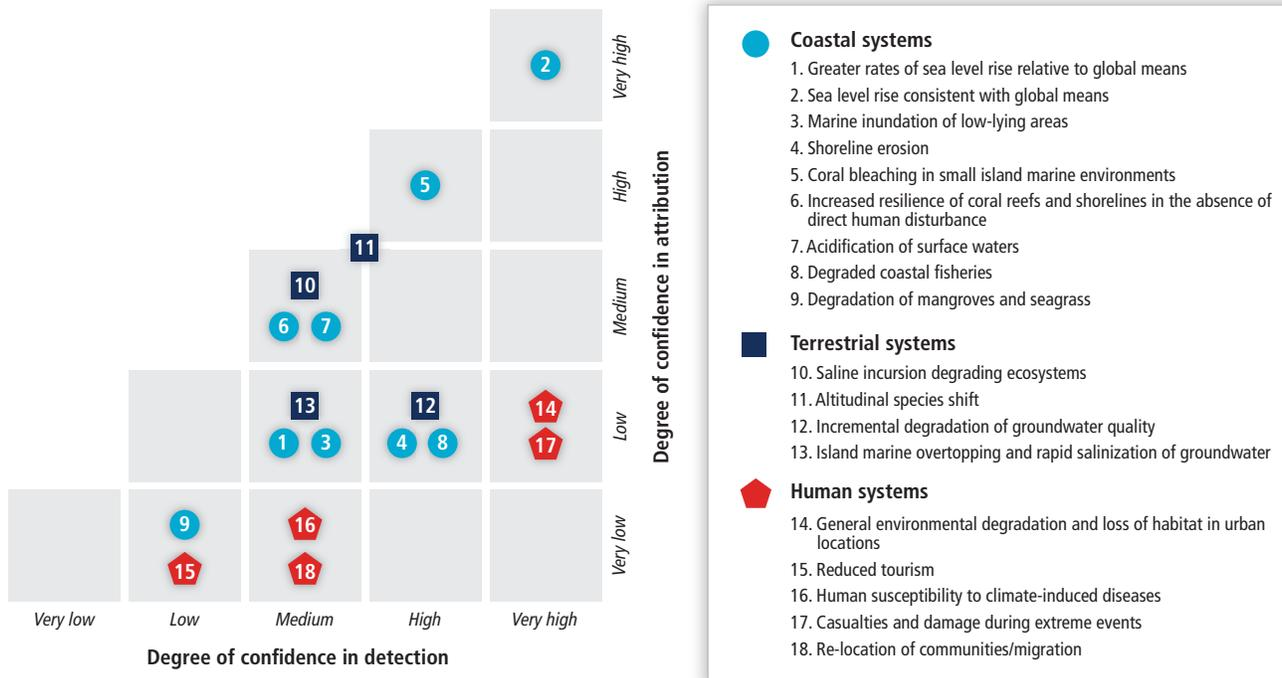 2
Very high
5
High
11
10
6 7
Medium
13 12 14
1 3 4 8 17
Low
9 16
15 18
Very low
Very low Low Medium High Very high
Degree of confidence in detection
Degree of confidence in attribution
Coastal systems
1. Greater rates of sea level rise relative to global means
2. Sea level rise consistent with global means
3. Marine inundation of low-lying areas
4. Shoreline erosion
5. Coral bleaching in small island marine environments
6. Increased resilience of coral reefs and shorelines in the absence of
direct human disturbance
7. Acidification of surface waters
8. Degraded coastal fisheries
9. Degradation of mangroves and seagrass
Terrestrial systems
10. Saline incursion degrading ecosystems
11. Altitudinal species shift
12. Incremental degradation of groundwater quality
13. Island marine overtopping and rapid salinization of groundwater
Human systems
14. General environmental degradation and loss of habitat in urban
locations
15. Reduced tourism
16. Human susceptibility to climate-induced diseases
17. Casualties and damage during extreme events
18. Re-location of communities/migration